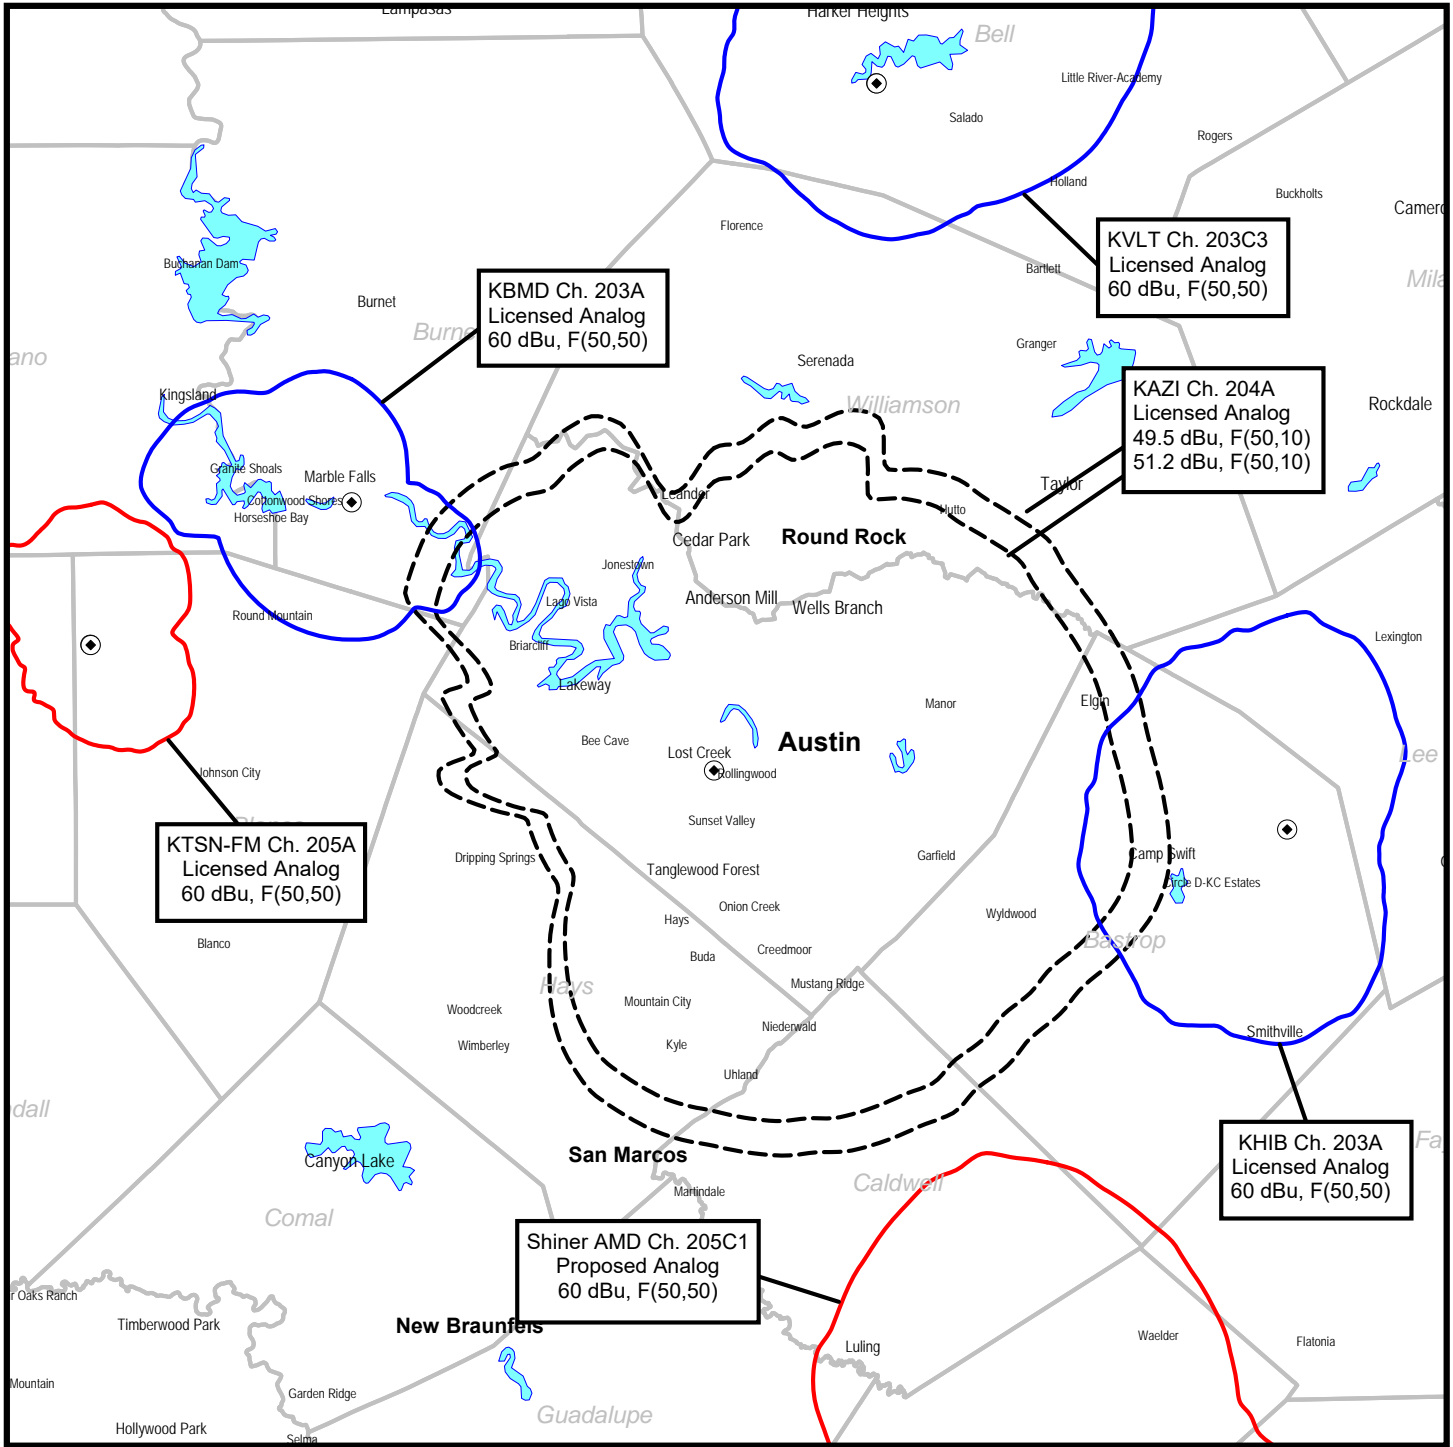 Lampasas
Harker Heights
Bell
Little River-Academy
Salado
Rogers
Holland
Buckholts
Camero
Florence
KVLT Ch. 203C3
Licensed Analog
60 dBu, F(50,50)
Bartlett
Mila
Buchanan Dam
Burnet
Burne
KBMD Ch. 203A
Licensed Analog
60 dBu, F(50,50)
ano
Granger
Serenada
Williamson
KAZI Ch. 204A
Licensed Analog
49.5 dBu, F(50,10)
51.2 dBu, F(50,10)
Rockdale
Kingsland
Granite Shoals
Marble Falls
Cottonwood Shores
Horseshoe Bay
Leander
Taylor
Hutto
Cedar Park
Round Rock
Jonestown
Lago Vista
Anderson Mill
Wells Branch
Round Mountain
Briarcliff
Lexington
Lakeway
Elgin
Manor
Bee Cave
Lost Creek
Austin
Rollingwood
Lee
Johnson City
Blanco
KTSN-FM Ch. 205A
Licensed Analog
60 dBu, F(50,50)
Sunset Valley
Dripping Springs
Tanglewood Forest
Garfield
Camp Swift
Circle D-KC Estates
Onion Creek
Wyldwood
Hays
Bastrop
Blanco
Buda
Creedmoor
Mustang Ridge
Hays
Mountain City
Woodcreek
Niederwald
Smithville
Wimberley
Kyle
Uhland
dall
KHIB Ch. 203A
Licensed Analog
60 dBu, F(50,50)
Fa
San Marcos
Canyon Lake
Martindale
Caldwell
Comal
Shiner AMD Ch. 205C1
Proposed Analog
60 dBu, F(50,50)
r Oaks Ranch
Timberwood Park
New Braunfels
Luling
Waelder
Flatonia
Mountain
Garden Ridge
Guadalupe
Hollywood Park
Selma